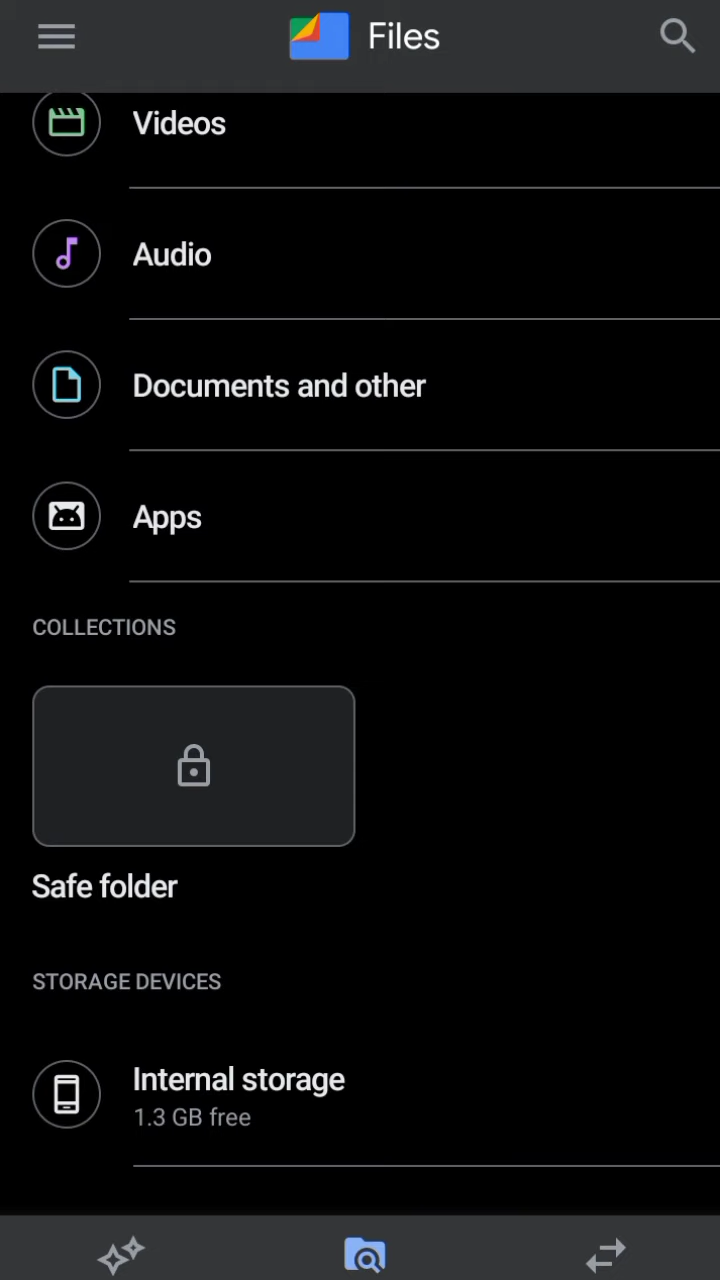 Files
Videos
Audio
Documents and other
Apps
COLLECTIONS
Safe folder
STORAGE DEVICES
Internal storage
1.3 GB free